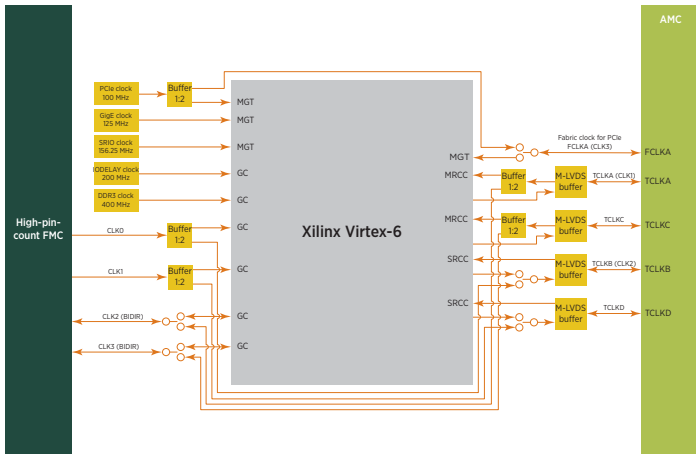 AMC
PCIe clock
100 MHz
Buffer
1:2
GigE clock
125 MHz
SRIO clock
156.25 MHz
IODELAY clock
200 MHz
DDR3 clock
400 MHz
High-pin-
count FMC
CLK0
Buffer
1:2
CLK1
Buffer
1:2
CLK2 (BIDIR)
CLK3 (BIDIR)
MGT
MGT
MGT
GC
GC
GC
GC
GC
GC
Xilinx Virtex-6
MGT
MRCC
MRCC
SRCC
SRCC
Buffer
1:2
Buffer
1:2
Fabric clock for PCIe
FCLKA (CLK3)
M-LVDS
buffer
TCLKA (CLK1)
M-LVDS
buffer
TCLKC
M-LVDS
buffer
TCLKB (CLK2)
M-LVDS
buffer
TCLKD
FCLKA
TCLKA
TCLKC
TCLKB
TCLKD